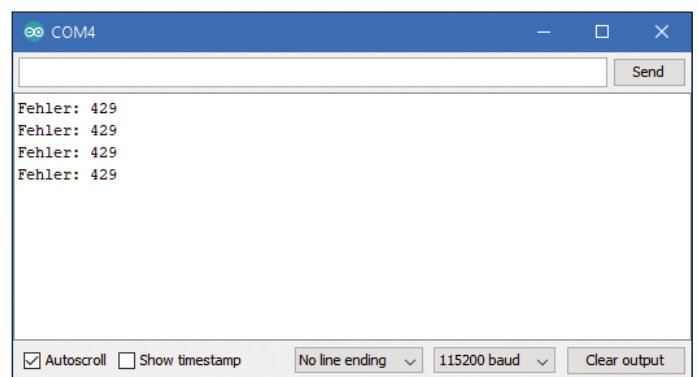 COM4
Send
Fehler: 429
Fehler: 429
Fehler: 429
Fehler: 429
Autoscroll Show timestamp No line ending 115200 baud Clear output